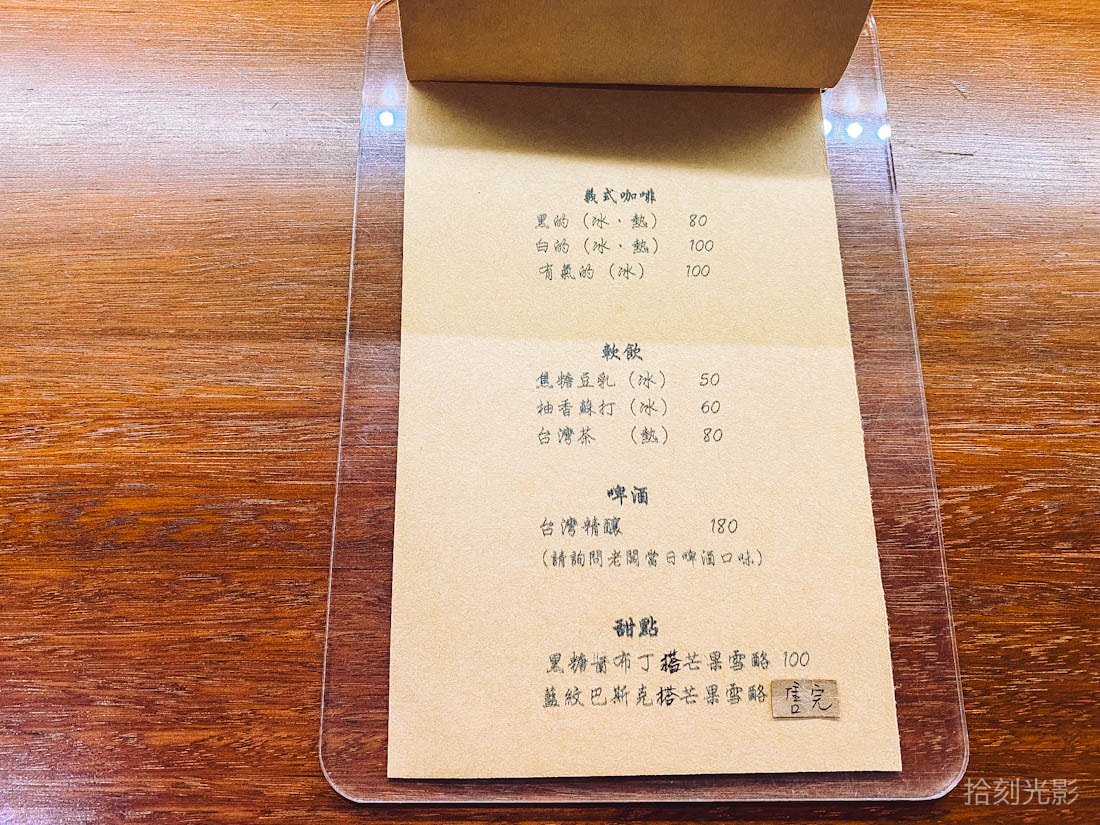 義式咖啡
黑的（冰、熱） 80
白的（冰、熱） 100
有氣的（冰） 100
軟飲
焦糖豆乳（冰） 50
柚香蘇打（冰） 60
台灣茶 （熱） 80
啤酒
台灣精釀 180
（請詢問老闆當日啤酒口味）
甜點
黑糖醬布丁搭芒果雪酪 100
藍紋巴斯克搭芒果雪酪 售完
拾刻光影